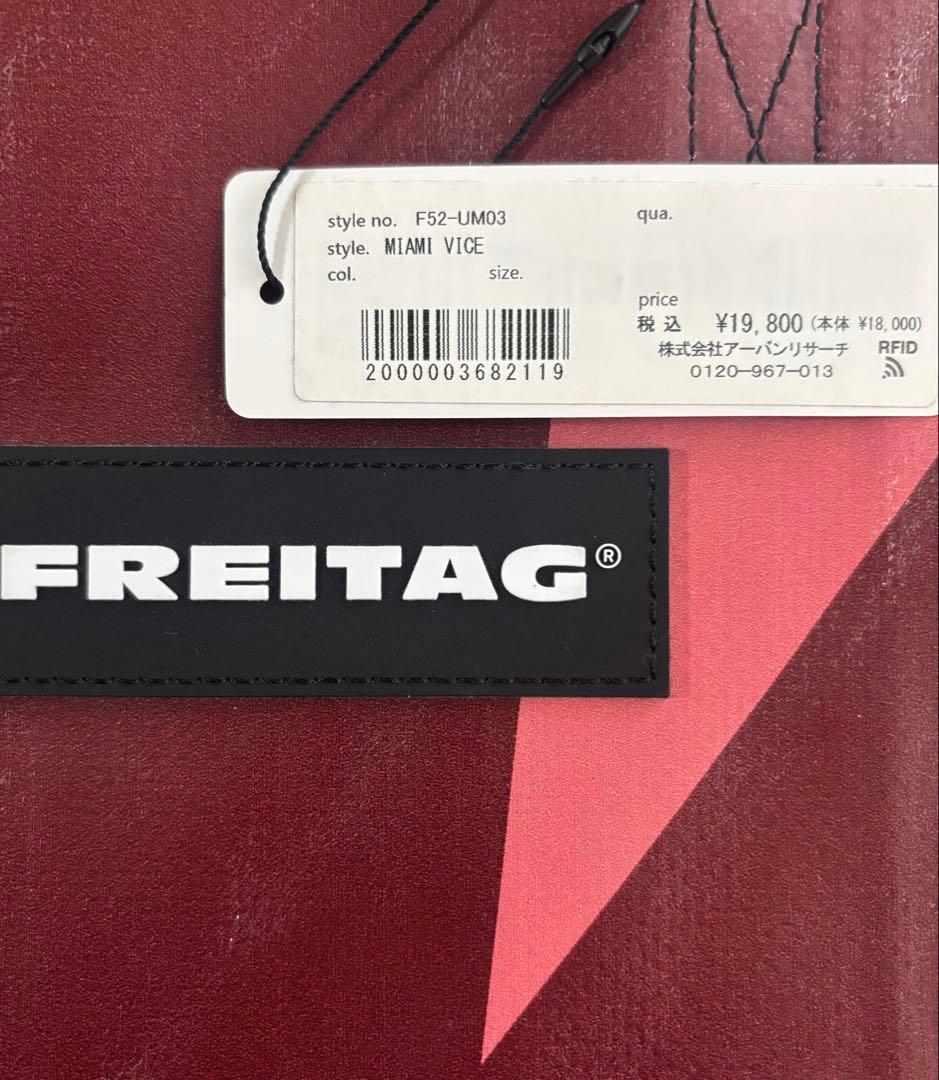 style no. F52-UM03
qua.
style. MIAMI VICE
col. size.
price
税込 ¥19,800 (本体 ¥18,000)
株式会社アーバンリサーチ RFID
2000003682119 0120-967-013
FREITAG®